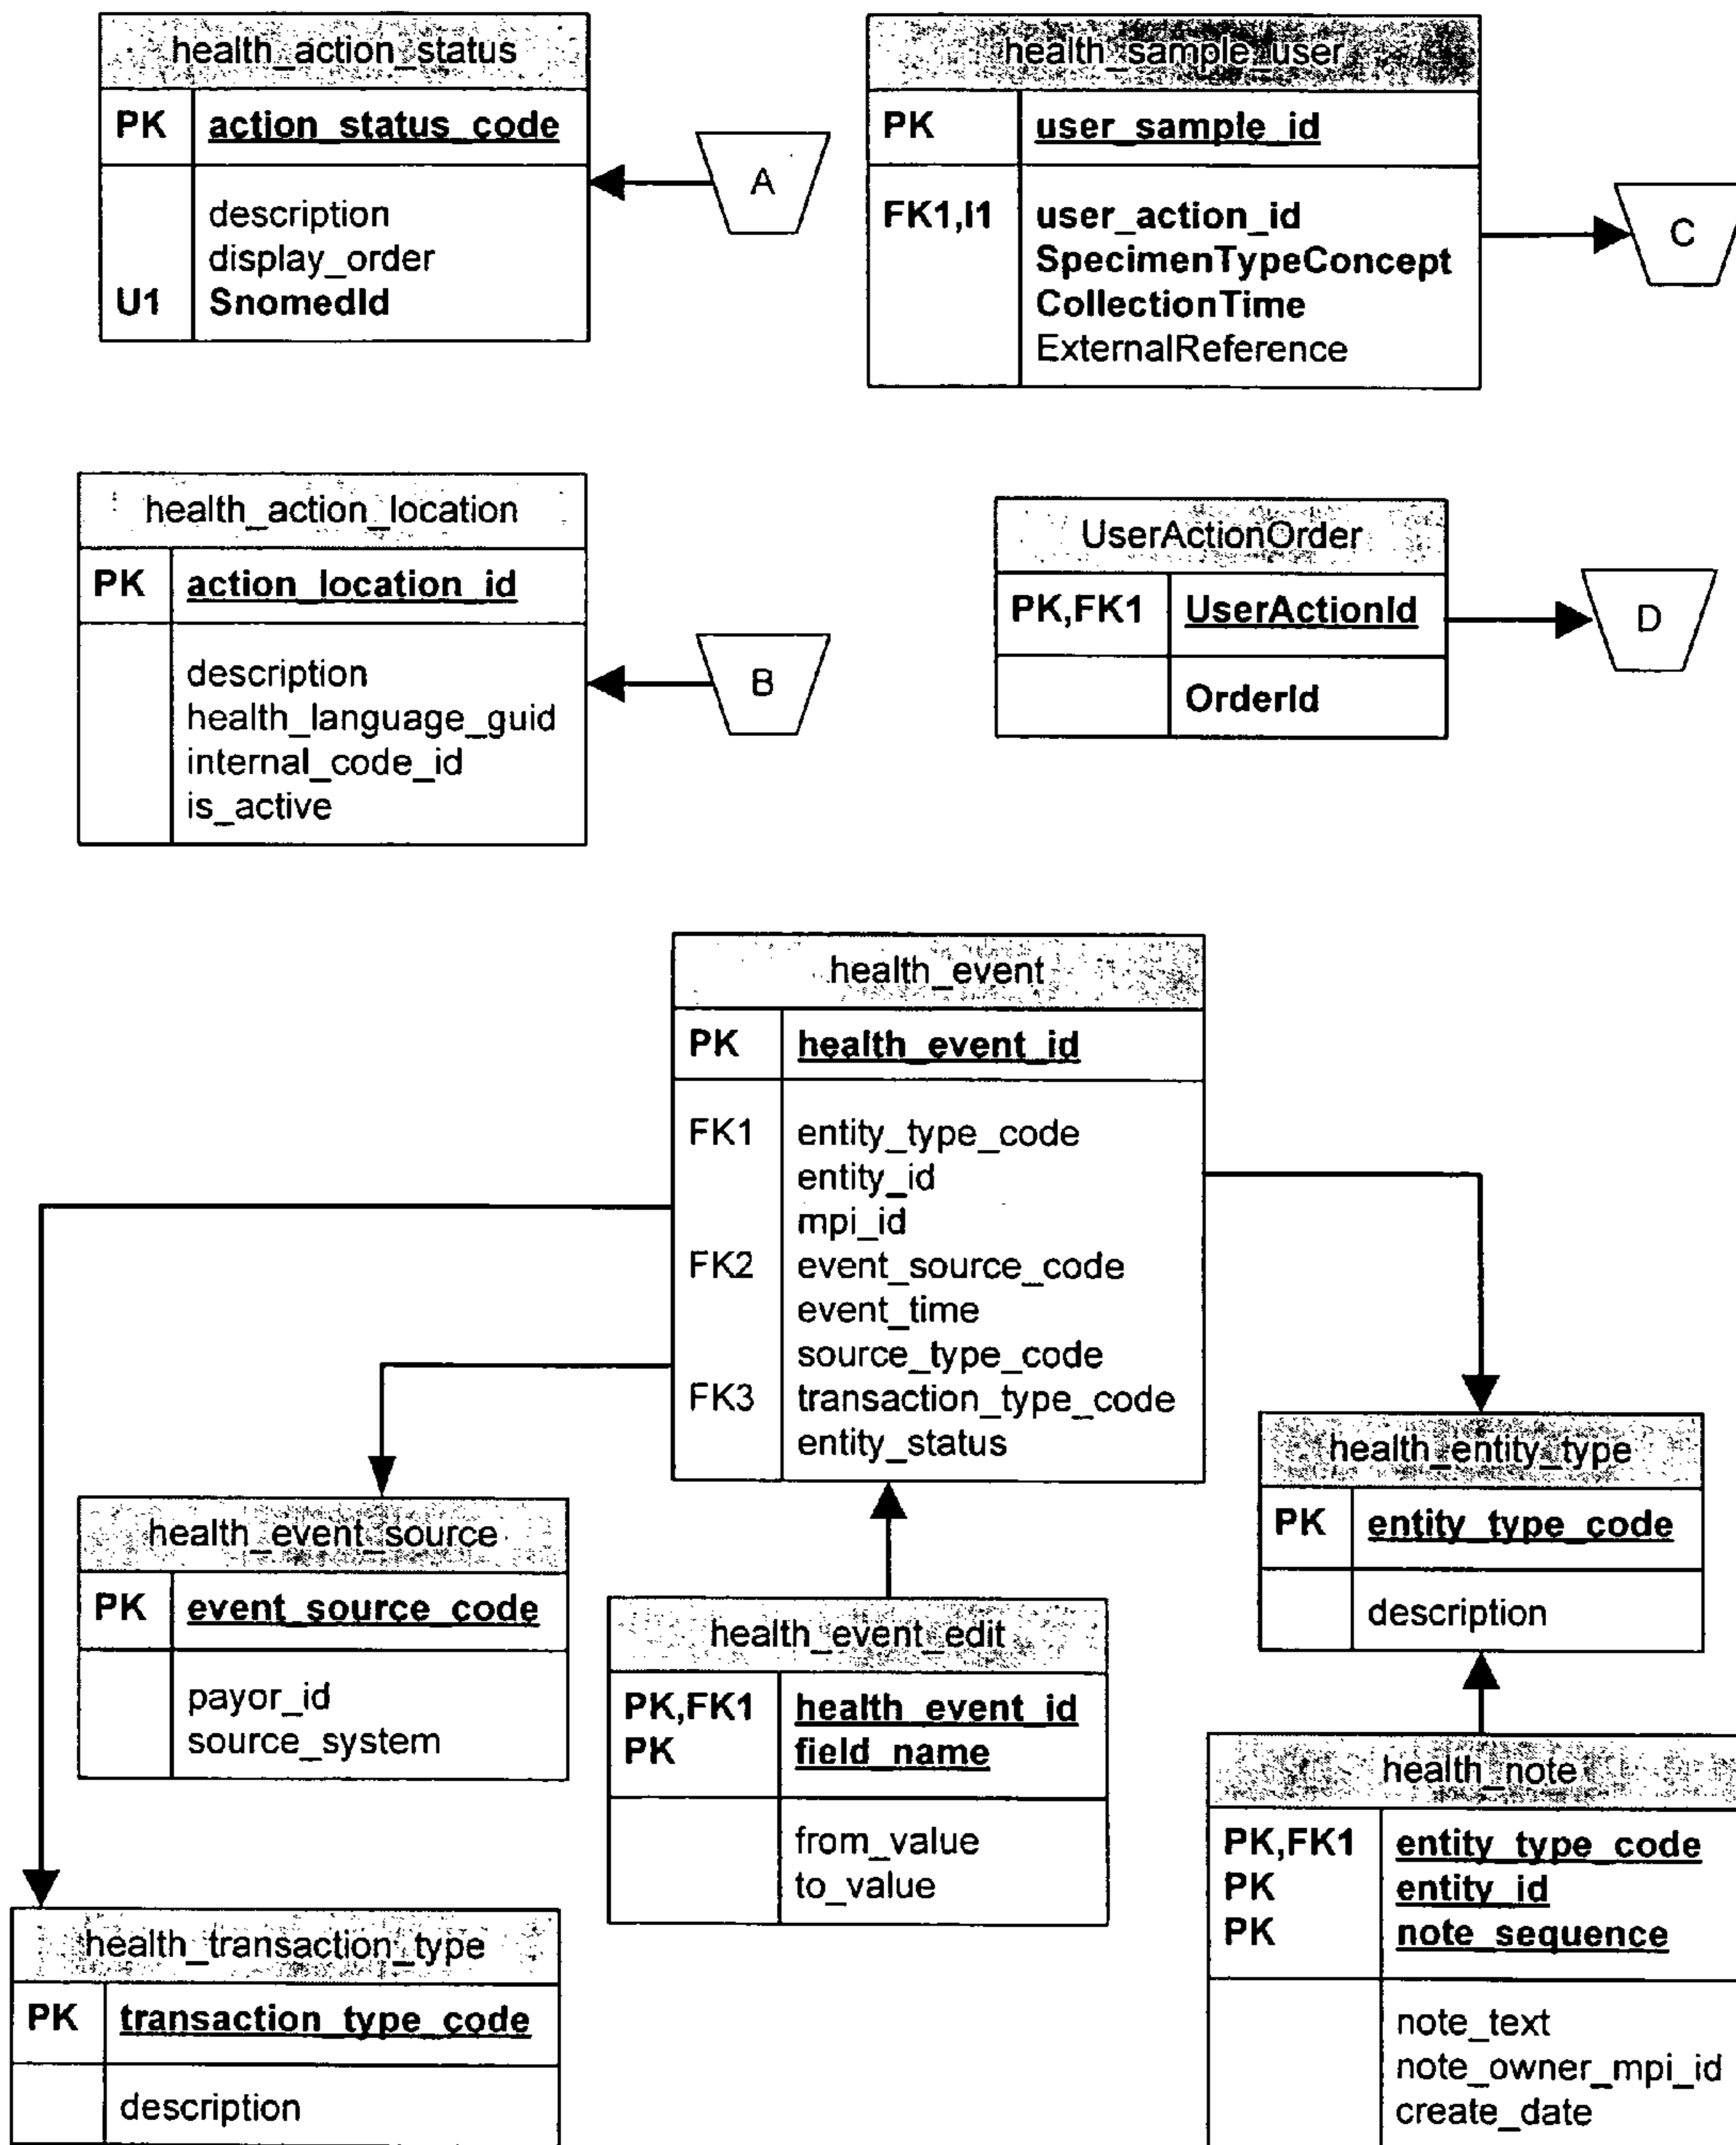 health_action_status
PK action_status_code
description
display_order
U1 SnomedId
A
health_sample_user
PK user_sample_id
FK1,I1 user_action_id
SpecimenTypeConcept
CollectionTime
ExternalReference
C
health_action_location
PK action_location_id
description
health_language_guid
internal_code_id
is_active
B
UserActionOrder
PK,FK1 UserActionId
OrderId
D
health_event
PK health_event_id
FK1 entity_type_code
entity_id
mpi_id
FK2 event_source_code
event_time
source_type_code
FK3 transaction_type_code
entity_status
health_event_source
PK event_source_code
payor_id
source_system
health_event_edit
PK,FK1 health_event_id
PK field_name
from_value
to_value
health_entity_type
PK entity_type_code
description
health_note
PK,FK1 entity_type_code
PK entity_id
PK note_sequence
note_text
note_owner_mpi_id
create_date
health_transaction_type
PK transaction_type_code
description